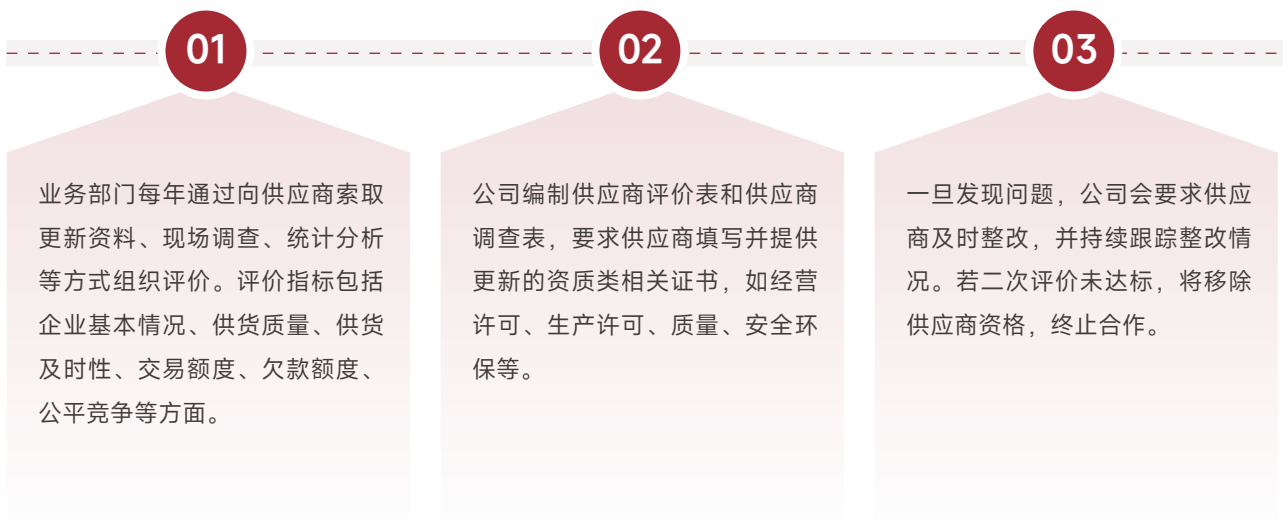 01
业务部门每年通过向供应商索取
更新资料、现场调查、统计分析
等方式组织评价。评价指标包括
企业基本情况、供货质量、供货
及时性、交易额度、欠款额度、
公平竞争等方面。
02
公司编制供应商评价表和供应商
调查表，要求供应商填写并提供
更新的资质类相关证书，如经营
许可、生产许可、质量、安全环
保等。
03
一旦发现问题，公司会要求供应
商及时整改，并持续跟踪整改情
况。若二次评价未达标，将移除
供应商资格，终止合作。